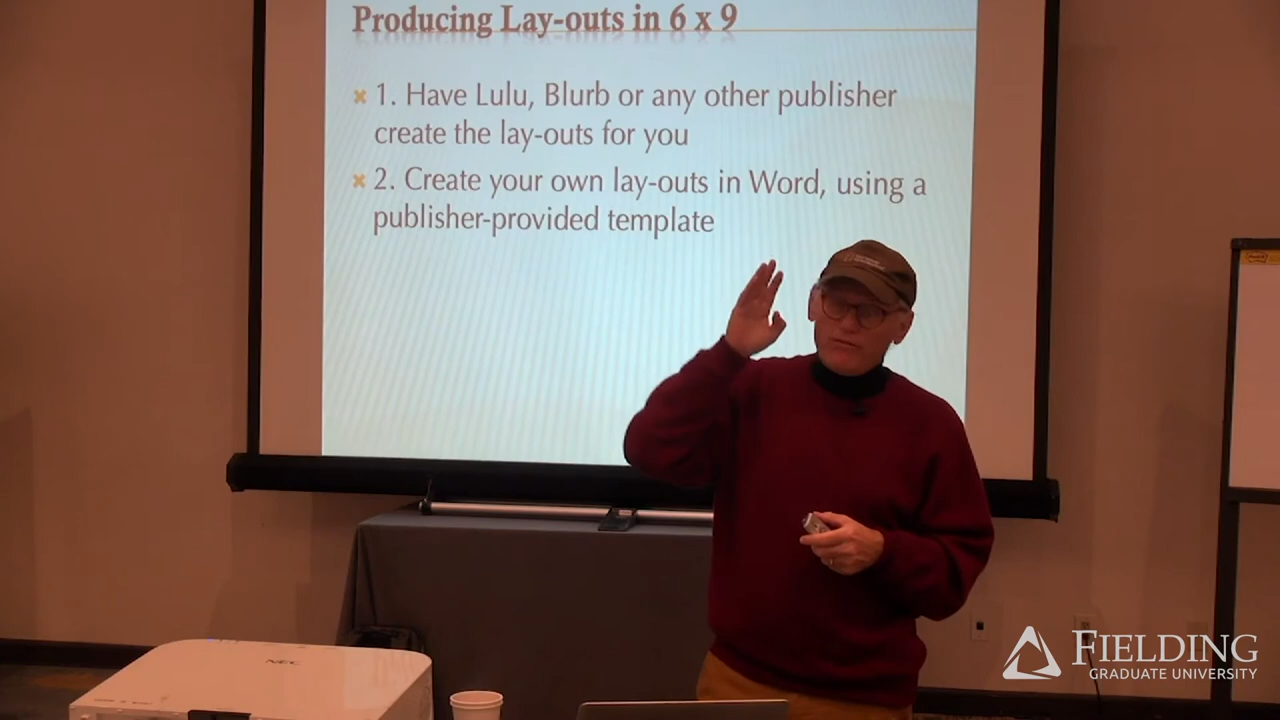 Producing Lay-outs in 6 x 9
1. Have Lulu, Blurb or any other publisher
create the lay-outs for you
2. Create your own lay-outs in Word, using a
publisher-provided template
NEC
FIELDING
GRADUATE UNIVERSITY